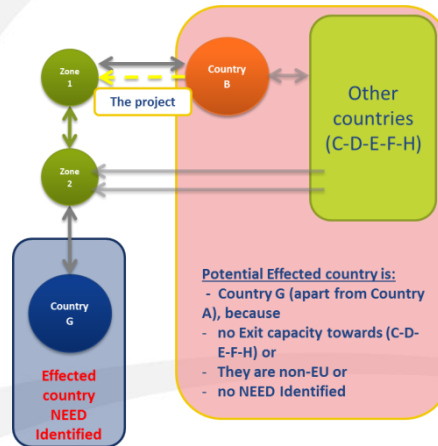 Zone
1
Country
B
The project
Other
countries
(C-D-E-F-H)
Zone
2
Country
G
Effected
country
NEED
Identified
Potential Effected country is:
- Country G (apart from Country
A), because
- no Exit capacity towards (C-D-
E-F-H) or
- They are non-EU or
- no NEED Identified